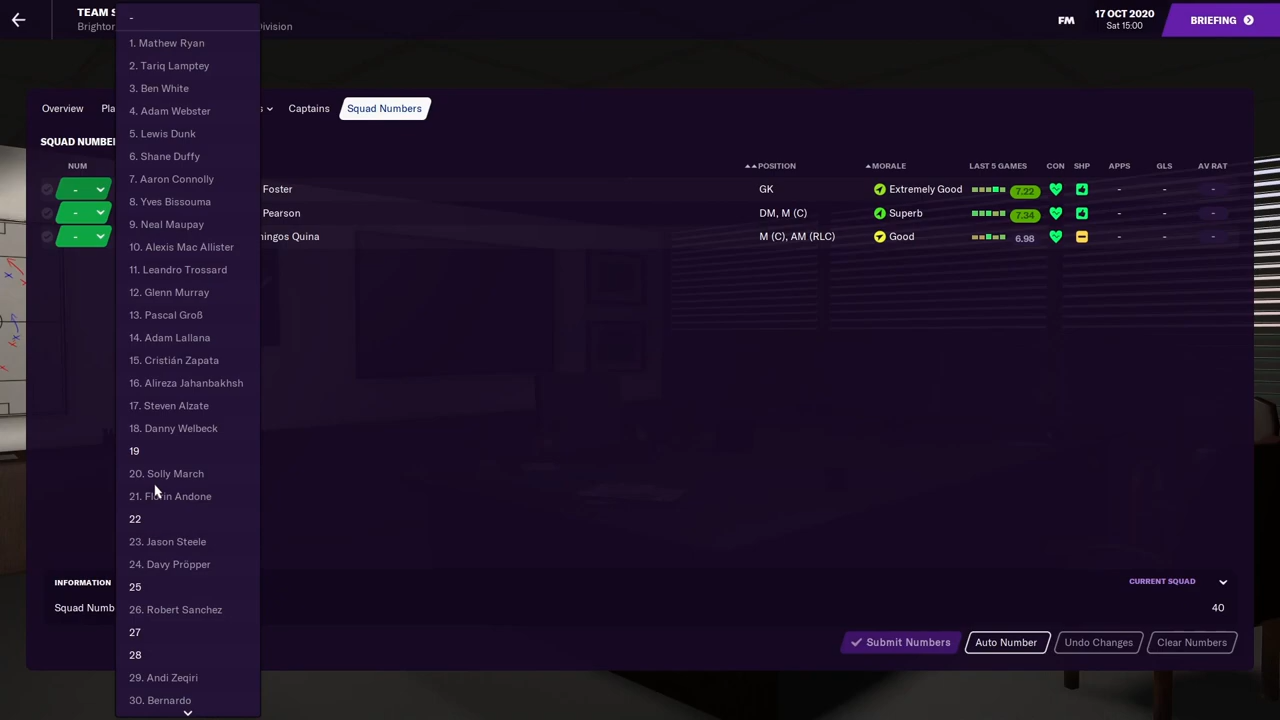 TEAM S
Brighton
Division
FM
17 OCT 2020
Sat 15:00
BRIEFING
Overview
Captains
Squad Numbers
SQUAD NUMBE
NUM
POSITION
MORALE
LAST 5 GAMES
CON
SHP
APPS
GLS
AV RAT
- Foster GK Extremely Good 7.22 - - -
- Pearson DM, M (C) Superb 7.34 - - -
- mingos Quina M (C), AM (RLC) Good 6.98 - - -
-
1. Mathew Ryan
2. Tariq Lamptey
3. Ben White
4. Adam Webster
5. Lewis Dunk
6. Shane Duffy
7. Aaron Connolly
8. Yves Bissouma
9. Neal Maupay
10. Alexis Mac Allister
11. Leandro Trossard
12. Glenn Murray
13. Pascal Groß
14. Adam Lallana
15. Cristián Zapata
16. Alireza Jahanbakhsh
17. Steven Alzate
18. Danny Welbeck
19
20. Solly March
21. Florin Andone
22
23. Jason Steele
24. Davy Pröpper
25
26. Robert Sanchez
27
28
29. Andi Zeqiri
30. Bernardo
INFORMATION
Squad Numb
CURRENT SQUAD
40
Submit Numbers
Auto Number
Undo Changes
Clear Numbers